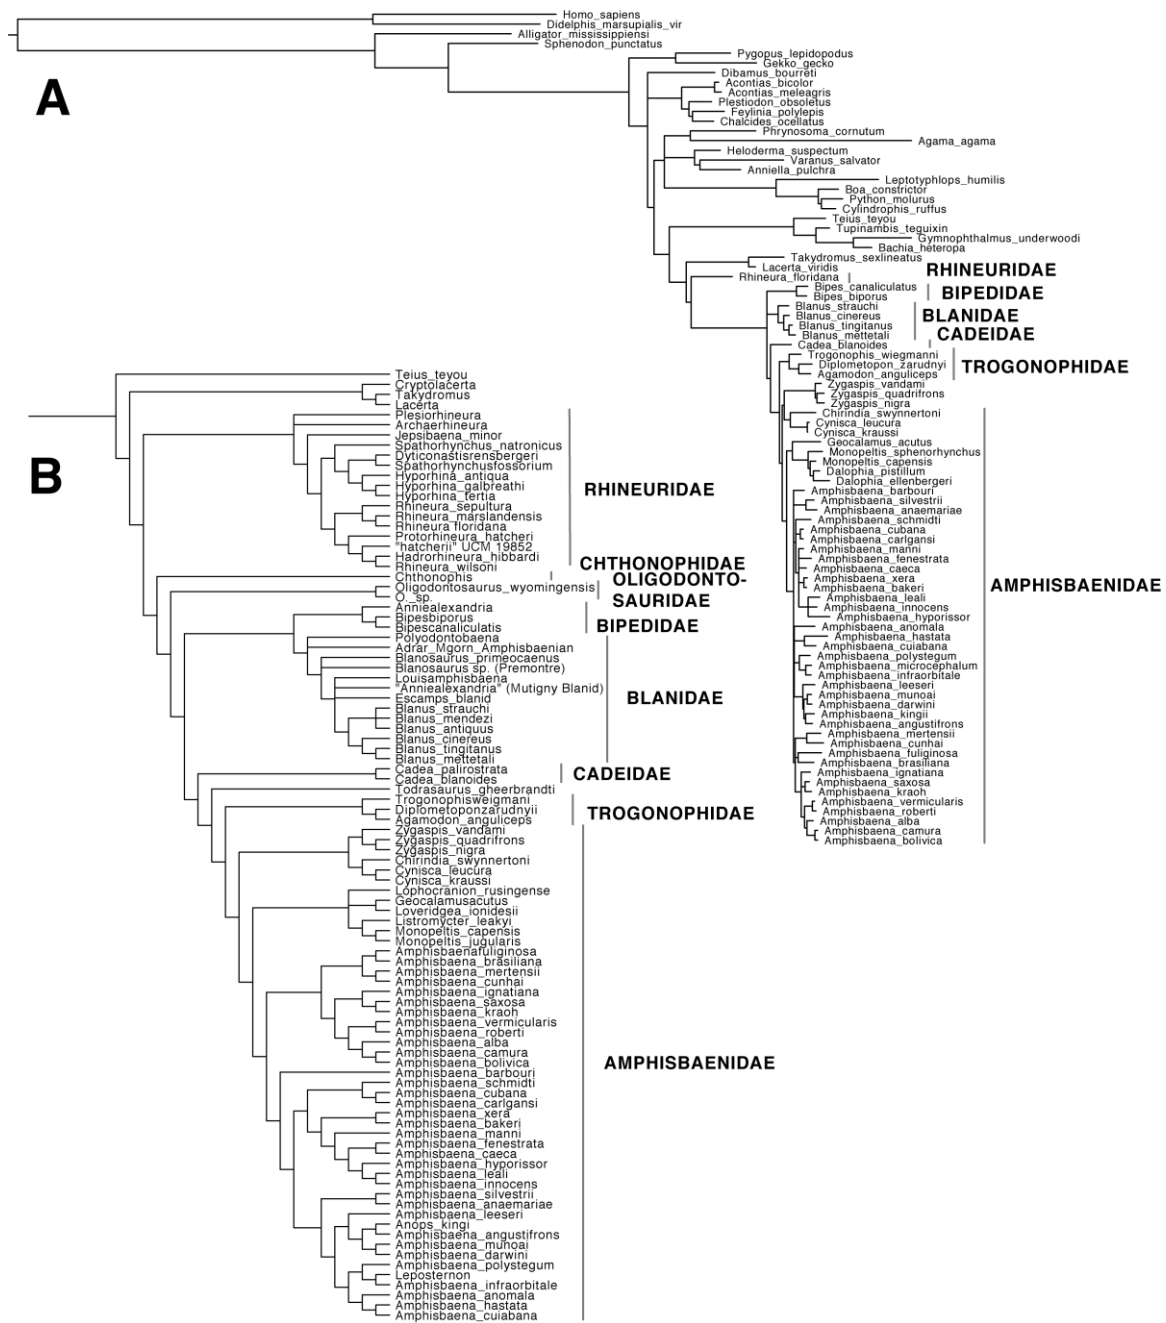 Homo_sapiens
Didelphis_marsupialis_vir
Alligator_mississippiensi
Sphenodon_punctatus
A
Pygopus_lepidopodus
Gekko_gecko
Dibamus_bourreti
Acontias_bicolor
Acontias_meleagris
Plestiodon_obsoletus
Feylinia_polylepis
Chalcides_ocellatus
Phrynosoma_cornutum
Agama_agama
Heloderma_suspectum
Varanus_salvator
Anniella_pulchra
Leptotyphlops_humilis
Boa_constrictor
Python_molurus
Cylindrophis_ruffus
Teius_teyou
Tupinambis_teguixin
Gymnophthalmus_underwoodi
Bachia_heteropa
Takydromus_sexlineatus
Lacerta_viridis
Rhineura_floridana
RHINEURIDAE
Bipes_canaliculatus
Bipes_biporus
BIPEDIDAE
Blanus_strauchi
Blanus_cinereus
Blanus_tingitanus
Blanus_mettetali
BLANIDAE
Cadea_blanoides
CADEIDAE
Trogonophis_wiegmanni
Diplometopon_zarudnyi
Agamodon_anguliceps
TROGONOPHIDAE
Zygaspis_vandami
Zygaspis_quadrifrons
Zygaspis_nigra
Chirindia_swynnertoni
Cynisca_leucura
Cynisca_kraussi
Geocalamus_acutus
Monopeltis_sphenorhynchus
Monopeltis_capensis
Dalophia_pistillum
Dalophia_ellenbergeri
Amphisbaena_barbouri
Amphisbaena_silvestrii
Amphisbaena_anaemariae
Amphisbaena_schmidti
Amphisbaena_cubana
Amphisbaena_carlgansi
Amphisbaena_manni
Amphisbaena_fenestrata
Amphisbaena_caeca
Amphisbaena_xera
Amphisbaena_bakeri
Amphisbaena_leali
Amphisbaena_innocens
Amphisbaena_hyporissor
Amphisbaena_anomala
Amphisbaena_hastata
Amphisbaena_cuiabana
Amphisbaena_polystegum
Amphisbaena_microcephalum
Amphisbaena_infraorbitale
Amphisbaena_leeseri
Amphisbaena_munoai
Amphisbaena_darwini
Amphisbaena_kingii
Amphisbaena_angustifrons
Amphisbaena_mertensii
Amphisbaena_cunhai
Amphisbaena_fuliginosa
Amphisbaena_brasiliana
Amphisbaena_ignatiana
Amphisbaena_saxosa
Amphisbaena_kraoh
Amphisbaena_vermicularis
Amphisbaena_roberti
Amphisbaena_alba
Amphisbaena_camura
Amphisbaena_bolivica
AMPHISBAENIDAE
B
Teius_teyou
Cryptolacerta
Takydromus
Lacerta
Plesiorhineura
Archaerhineura
Jepsibaena_minor
Spathorhynchus_natronicus
Dyticonastisrensbergeri
Spathorhynchusfossorium
Hyporhina_antiqua
Hyporhina_galbreathi
Hyporhina_tertia
Rhineura_sepultura
Rhineura_marslandensis
Rhineura floridana
Protorhineura_hatcheri
"hatcherii" UCM 19852
Hadrorhineura_hibbardi
Rhineura_wilsoni
RHINEURIDAE
Chthonophis
CHTHONOPHIDAE
Oligodontosaurus_wyomingensis
O._sp.
OLIGODONTO-
SAURIDAE
Anniealexandria
Bipesbiporus
Bipescanaliculatis
BIPEDIDAE
Polyodontobaena
Adrar_Mgorn_Amphisbaenian
Blanosaurus_primeocaenus
Blanosaurus sp. (Premontre)
Louisamphisbaena
"Anniealexandria" (Mutigny Blanid)
Escamps_blanid
Blanus_strauchi
Blanus_mendezi
Blanus_antiquus
Blanus_cinereus
Blanus_tingitanus
Blanus_mettetali
BLANIDAE
Cadea_palirostrata
Cadea_blanoides
CADEIDAE
Todrasaurus_gheerbrandti
Trogonophisweigmani
Diplometoponzarudnyii
Agamodon_anguliceps
TROGONOPHIDAE
Zygaspis_vandami
Zygaspis_quadrifrons
Zygaspis_nigra
Chirindia_swynnertoni
Cynisca_leucura
Cynisca_kraussi
Lophocranion_rusingense
Geocalamusacutus
Loveridgea_ionidesii
Listromycter_leakyi
Monopeltis_capensis
Monopeltis_jugularis
Amphisbaenafuliginosa
Amphisbaena_brasiliana
Amphisbaena_mertensii
Amphisbaena_cunhai
Amphisbaena_ignatiana
Amphisbaena_saxosa
Amphisbaena_kraoh
Amphisbaena_vermicularis
Amphisbaena_roberti
Amphisbaena_alba
Amphisbaena_camura
Amphisbaena_bolivica
Amphisbaena_barbouri
Amphisbaena_schmidti
Amphisbaena_cubana
Amphisbaena_carlgansi
Amphisbaena_xera
Amphisbaena_bakeri
Amphisbaena_manni
Amphisbaena_fenestrata
Amphisbaena_caeca
Amphisbaena_hyporissor
Amphisbaena_leali
Amphisbaena_innocens
Amphisbaena_silvestrii
Amphisbaena_anaemariae
Amphisbaena_leeseri
Anops_kingi
Amphisbaena_angustifrons
Amphisbaena_munoai
Amphisbaena_darwini
Amphisbaena_polystegum
Leposternon
Amphisbaena_infraorbitale
Amphisbaena_anomala
Amphisbaena_hastata
Amphisbaena_cuiabana
AMPHISBAENIDAE